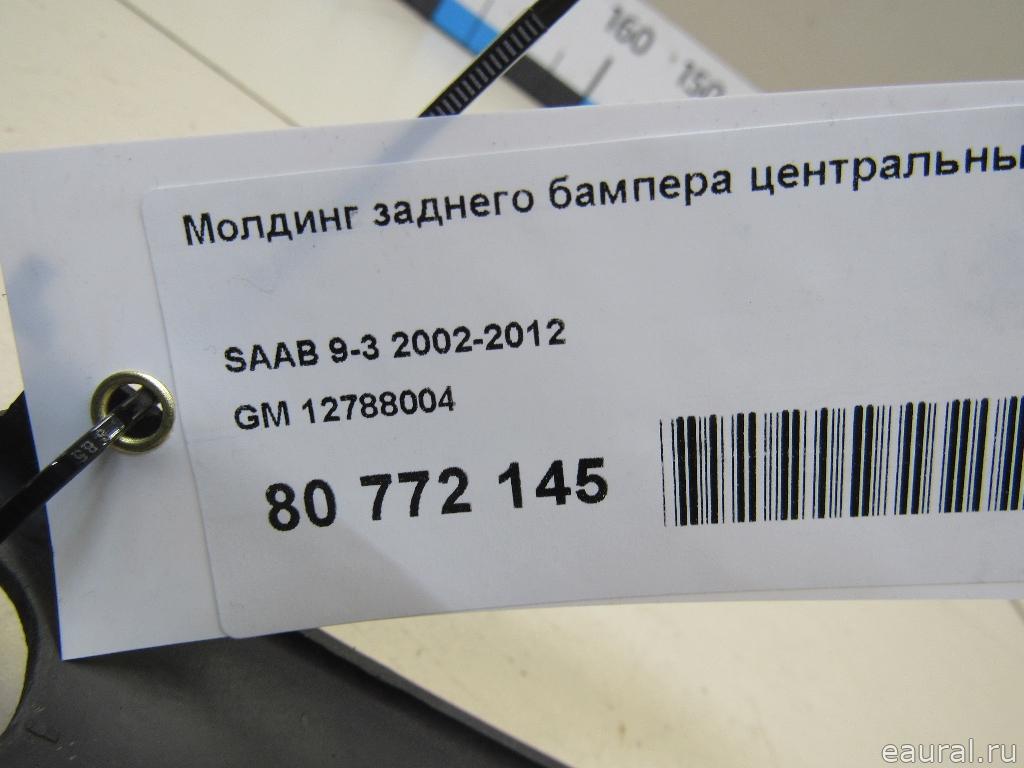 160
150
Молдинг заднего бампера центральны
SAAB 9-3 2002-2012
GM 12788004
80 772 145
eaural.ru